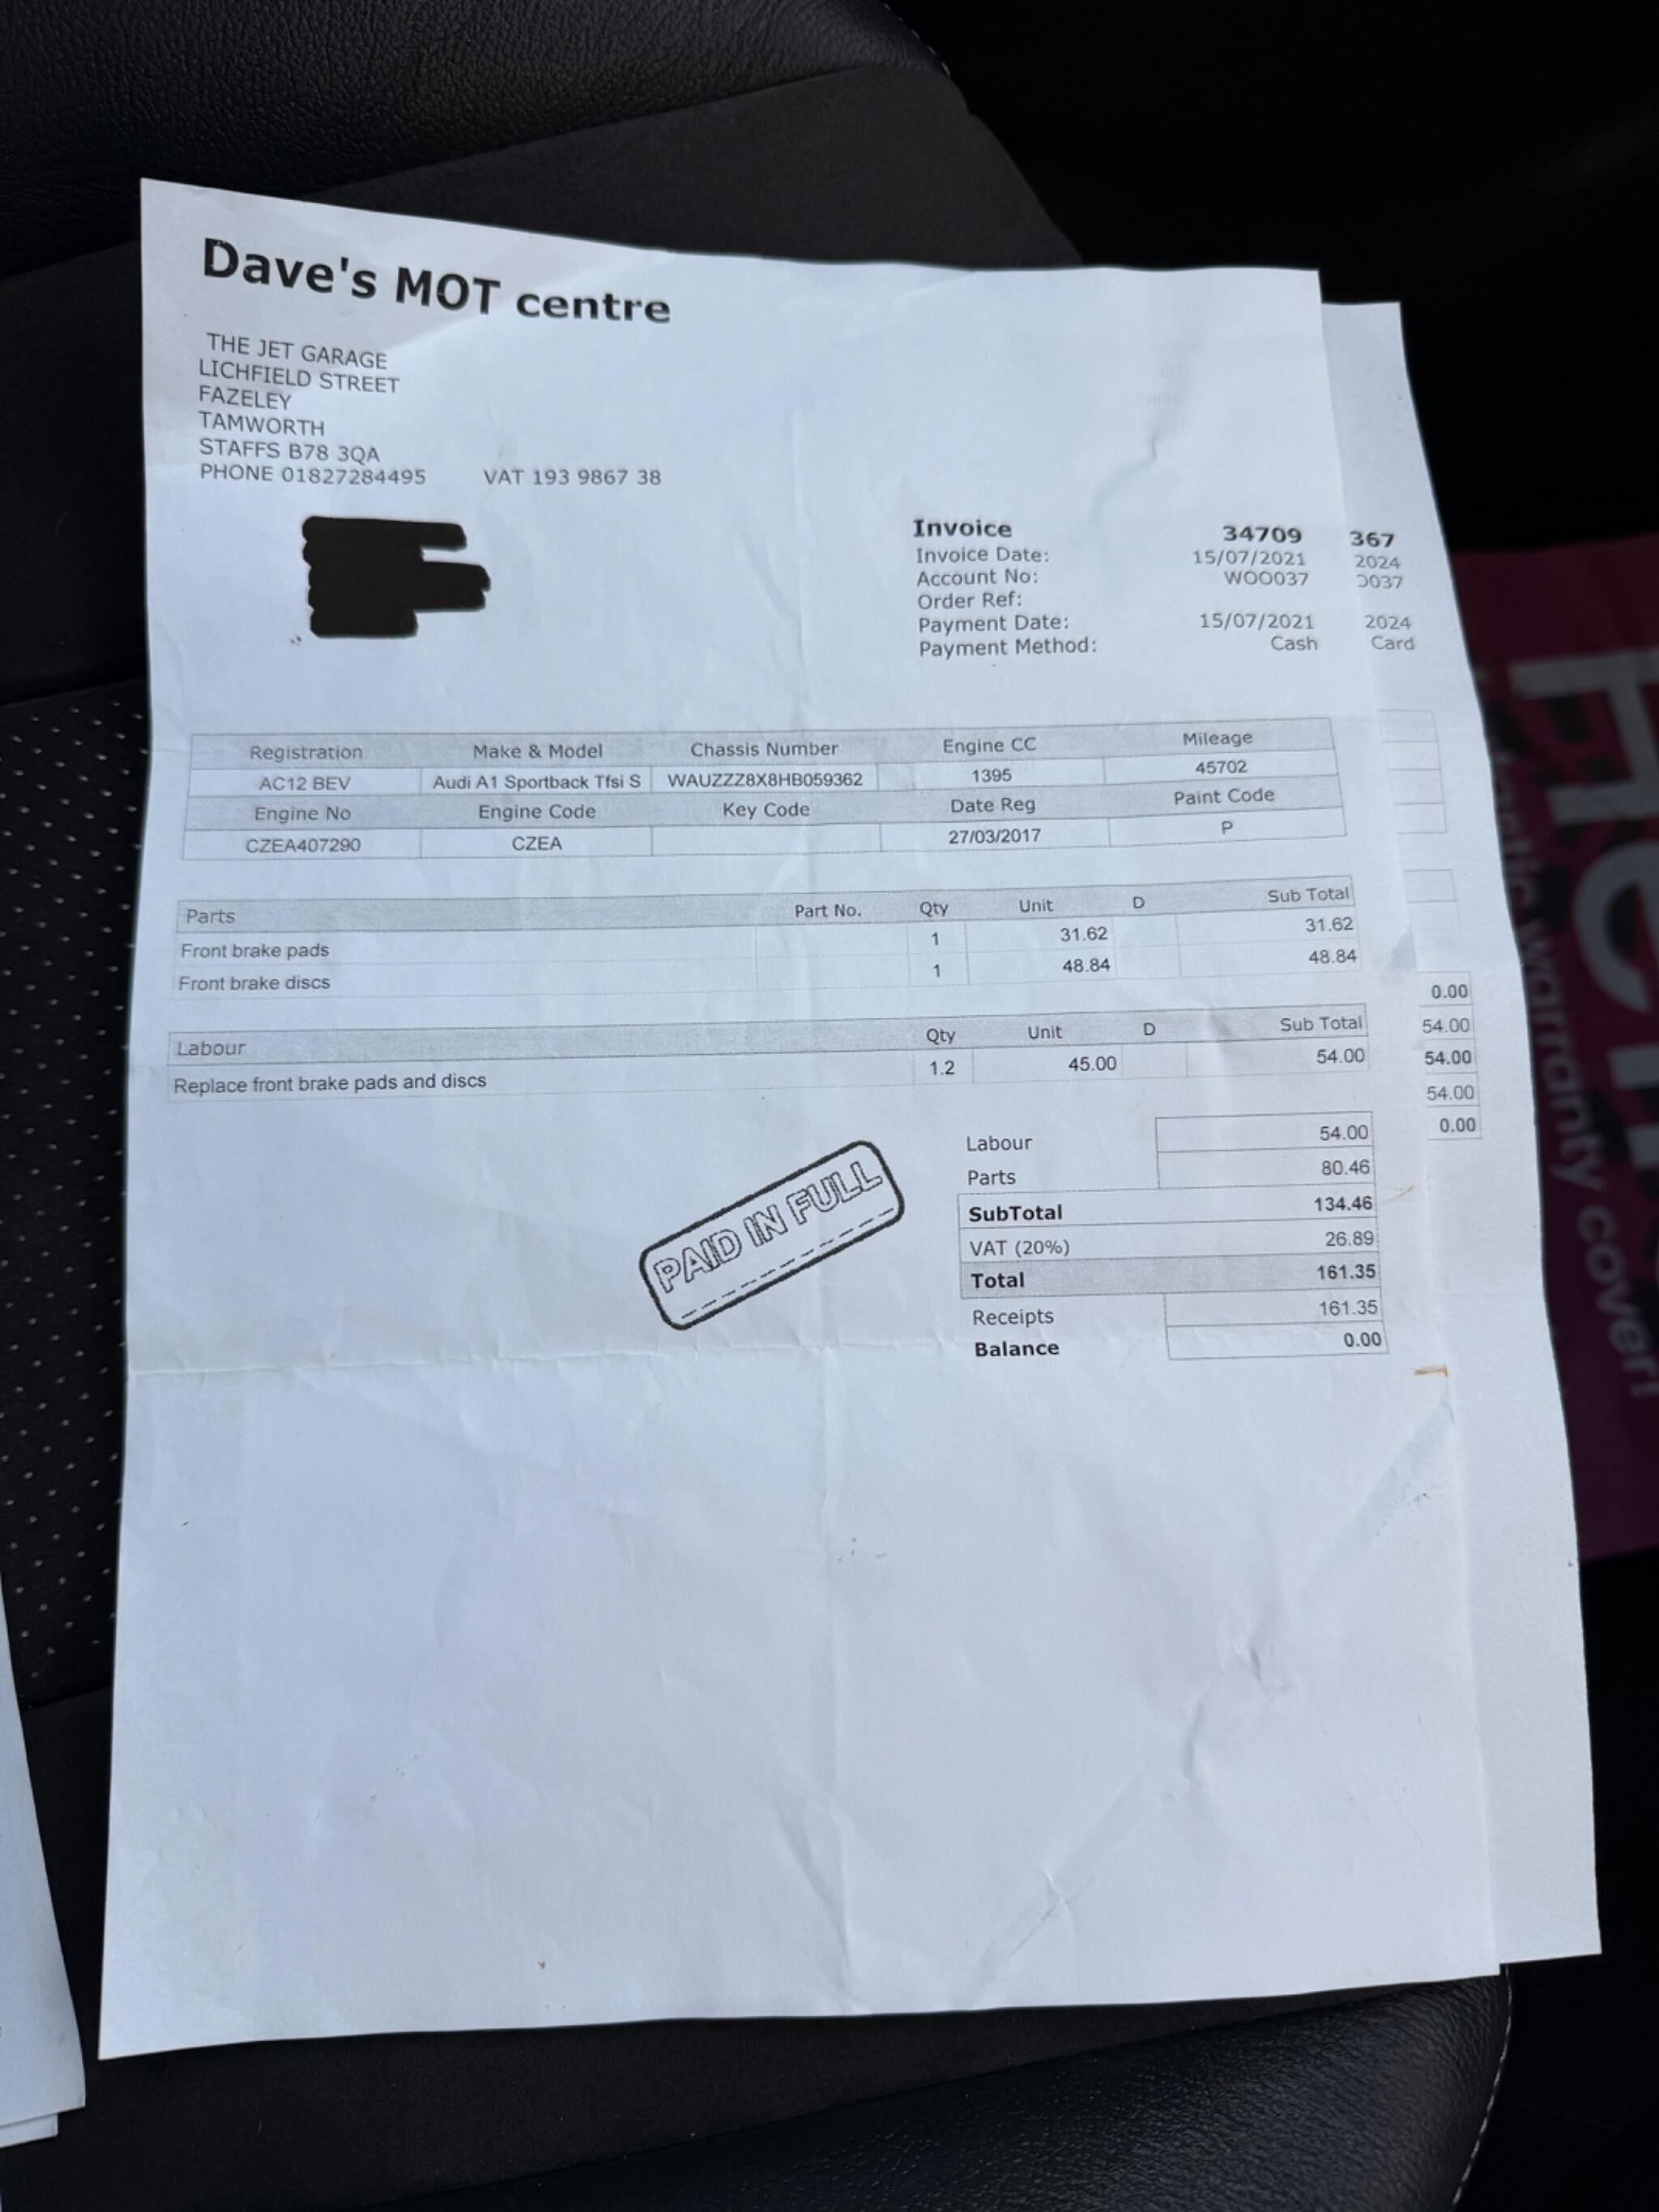 Dave's MOT centre
THE JET GARAGE
LICHFIELD STREET
FAZELEY
TAMWORTH
STAFFS B78 3QA
PHONE 01827284495 VAT 193 9867 38
Invoice 34709 367
Invoice Date: 15/07/2021 2024
Account No: WOO037 0037
Order Ref:
Payment Date: 15/07/2021 2024
Payment Method: Cash Card
Registration Make & Model Chassis Number Engine CC Mileage
AC12 BEV Audi A1 Sportback Tfsi S WAUZZZ8X8HB059362 1395 45702
Engine No Engine Code Key Code Date Reg Paint Code
CZEA407290 CZEA 27/03/2017 P
Parts Part No. Qty Unit D Sub Total
Front brake pads 1 31.62 31.62
Front brake discs 1 48.84 48.84
Labour Qty Unit D Sub Total
Replace front brake pads and discs 1.2 45.00 54.00
0.00
54.00
54.00
54.00
0.00
Labour 54.00
Parts 80.46
SubTotal 134.46
VAT (20%) 26.89
Total 161.35
Receipts 161.35
Balance 0.00
PAID IN FULL
warranty cover!